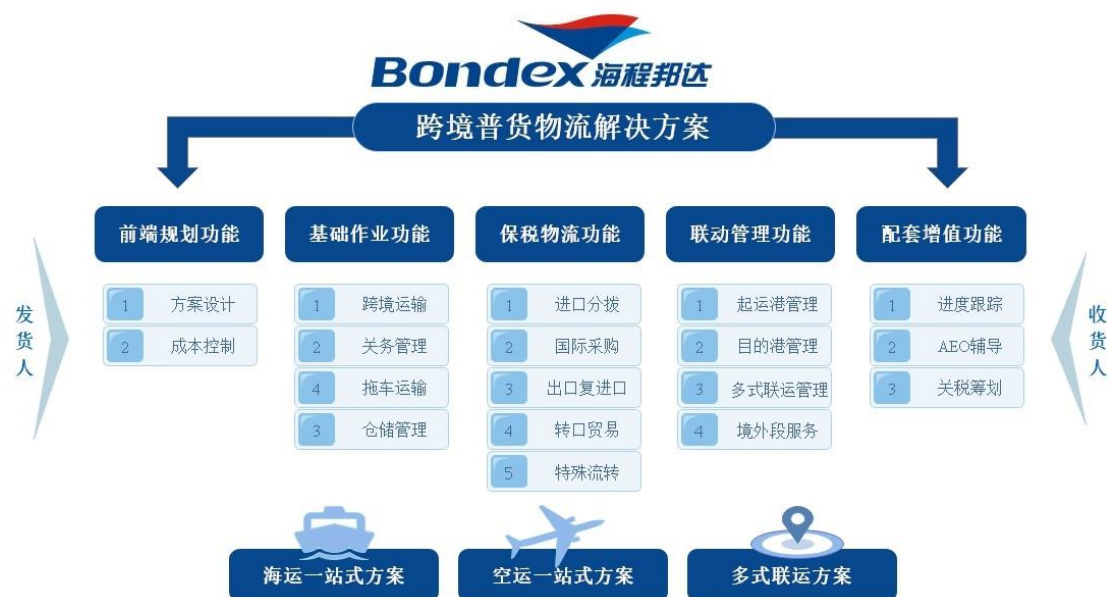 Bondex 海程邦达
跨境普货物流解决方案
发货人
前端规划功能
1 方案设计
2 成本控制
基础作业功能
1 跨境运输
2 关务管理
4 拖车运输
3 仓储管理
保税物流功能
1 进口分拨
2 国际采购
3 出口复进口
4 转口贸易
5 特殊流转
联动管理功能
1 起运港管理
2 目的港管理
3 多式联运管理
4 境外段服务
配套增值功能
1 进度跟踪
2 AEO辅导
3 关税筹划
收货人
海运一站式方案
空运一站式方案
多式联运方案